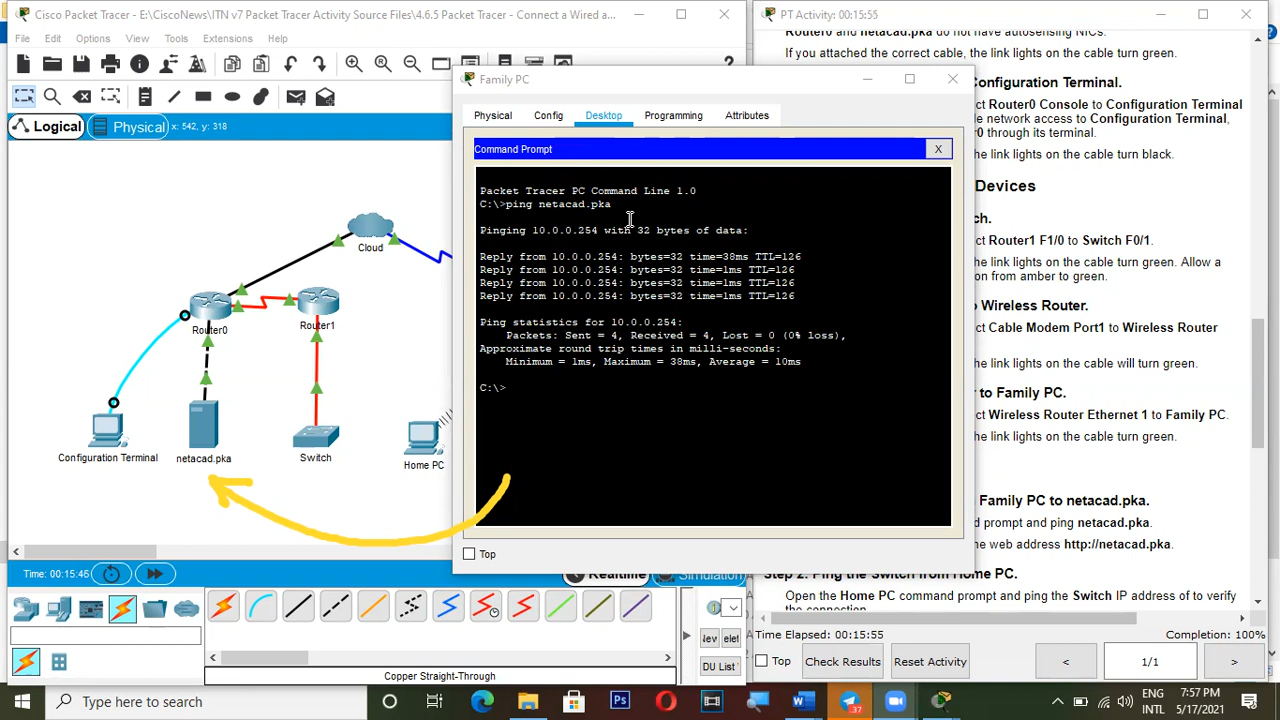 Cisco Packet Tracer - E:\CiscoNews\ITN v7 Packet Tracer Activity Source Files\4.6.5 Packet Tracer - Connect a Wired a...
File Edit Options View Tools Extensions Help
Logical Physical x: 542, y: 318
Cloud
Router0
Router1
Configuration Terminal
netacad.pka
Switch
Home PC
Time: 00:15:46
Realtime
Simulation
DU List
Copper Straight-Through
Family PC
Physical Config Desktop Programming Attributes
Command Prompt
X
Packet Tracer PC Command Line 1.0
C:\>ping netacad.pka
Pinging 10.0.0.254 with 32 bytes of data:
Reply from 10.0.0.254: bytes=32 time=38ms TTL=126
Reply from 10.0.0.254: bytes=32 time=1ms TTL=126
Reply from 10.0.0.254: bytes=32 time=1ms TTL=126
Reply from 10.0.0.254: bytes=32 time=1ms TTL=126
Ping statistics for 10.0.0.254:
Packets: Sent = 4, Received = 4, Lost = 0 (0% loss),
Approximate round trip times in milli-seconds:
Minimum = 1ms, Maximum = 38ms, Average = 10ms
C:\>
Top
PT Activity: 00:15:55
Router0 and netacad.pka do not have autosensing NICs.
If you attached the correct cable, the link lights on the cable turn green.
Configuration Terminal.
ct Router0 Console to Configuration Terminal
le network access to Configuration Terminal,
r0 through its terminal.
the link lights on the cable turn black.
Devices
ch.
ct Router1 F1/0 to Switch F0/1.
the link lights on the cable turn green. Allow a
on from amber to green.
o Wireless Router.
ct Cable Modem Port1 to Wireless Router
the link lights on the cable will turn green.
er to Family PC.
ct Wireless Router Ethernet 1 to Family PC.
the link lights on the cable turn green.
Family PC to netacad.pka.
d prompt and ping netacad.pka.
the web address http://netacad.pka.
Step 2: Ping the Switch from Home PC.
Open the Home PC command prompt and ping the Switch IP address of to verify
the connection.
Time Elapsed: 00:15:55 Completion: 100%
Top Check Results Reset Activity < 1/1 >
Type here to search
37
ENG
INTL
7:57 PM
5/17/2021